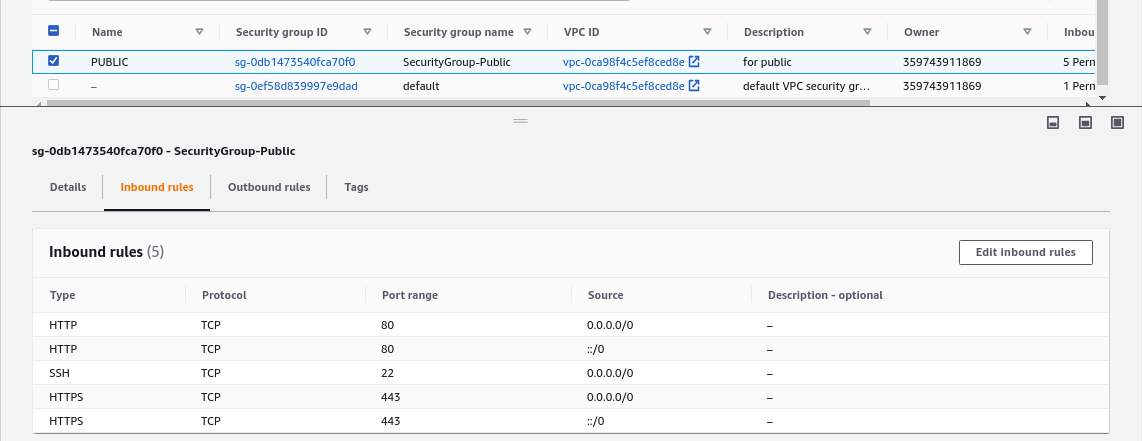 Name Security group ID Security group name VPC ID Description Owner Inbou
PUBLIC sg-0db1473540fca70f0 SecurityGroup-Public vpc-0ca98f4c5ef8ced8e for public 359743911869 5 Perr
– sg-0ef58d839997e9dad default vpc-0ca98f4c5ef8ced8e default VPC security gr... 359743911869 1 Perr
sg-0db1473540fca70f0 - SecurityGroup-Public
Details Inbound rules Outbound rules Tags
Inbound rules (5) Edit inbound rules
Type Protocol Port range Source Description - optional
HTTP TCP 80 0.0.0.0/0 –
HTTP TCP 80 ::/0 –
SSH TCP 22 0.0.0.0/0 –
HTTPS TCP 443 0.0.0.0/0 –
HTTPS TCP 443 ::/0 –